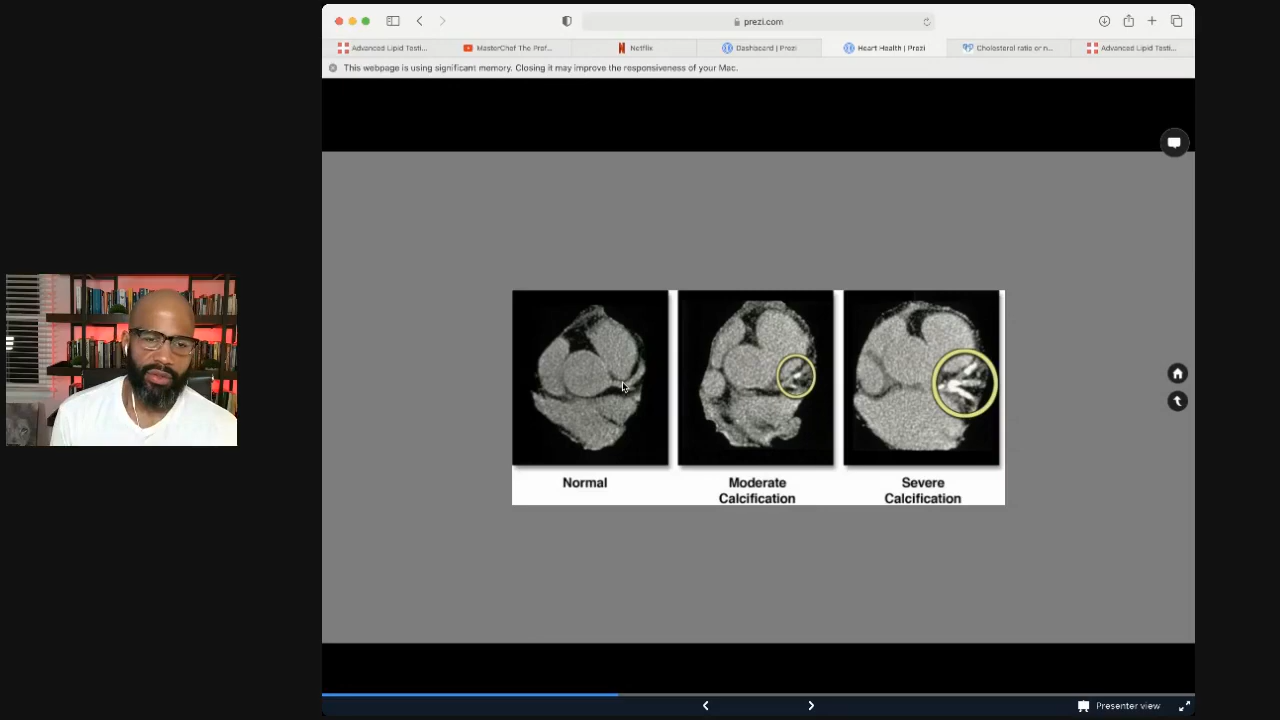 prezi.com
Advanced Lipid Testi...
MasterChef The Prof...
Netflix
Dashboard | Prezi
Heart Health | Prezi
Cholesterol ratio or n...
Advanced Lipid Testi...
This webpage is using significant memory. Closing it may improve the responsiveness of your Mac.
Normal
Moderate
Calcification
Severe
Calcification
Presenter view